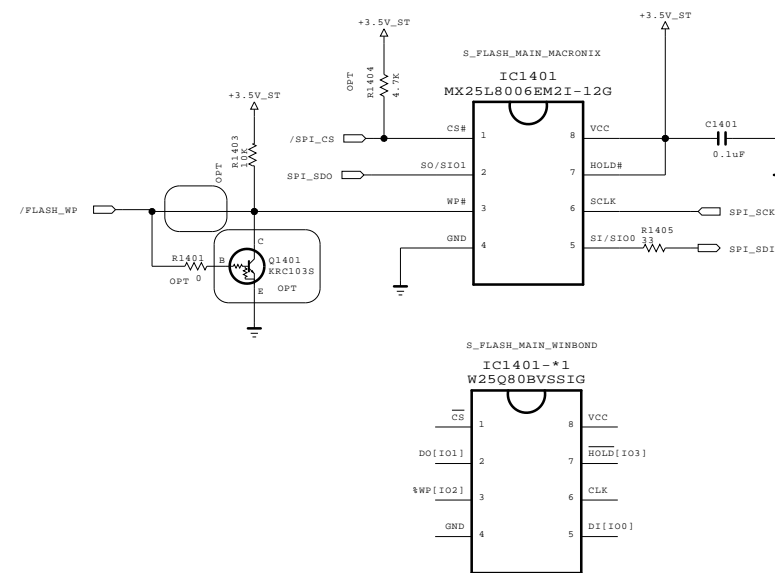 +3.5V_ST
+3.5V_ST
S_FLASH_MAIN_MACRONIX
IC1401
MX25L8006EM2I-12G
OPT
R1404
4.7K
+3.5V_ST
C1401
0.1uF
/SPI_CS
CS#
1
8
VCC
R1403
10K
OPT
SPI_SDO
SO/SIO1
2
7
HOLD#
/FLASH_WP
WP#
3
6
SCLK
SPI_SCK
GND
4
5
SI/SIO0
R1405
33
SPI_SDI
C
R1401
B
Q1401
KRC103S
OPT
0
OPT
E
S_FLASH_MAIN_WINBOND
IC1401-*1
W25Q80BVSSIG
CS
1
8
VCC
DO[IO1]
2
7
HOLD[IO3]
%WP[IO2]
3
6
CLK
GND
4
5
DI[IO0]